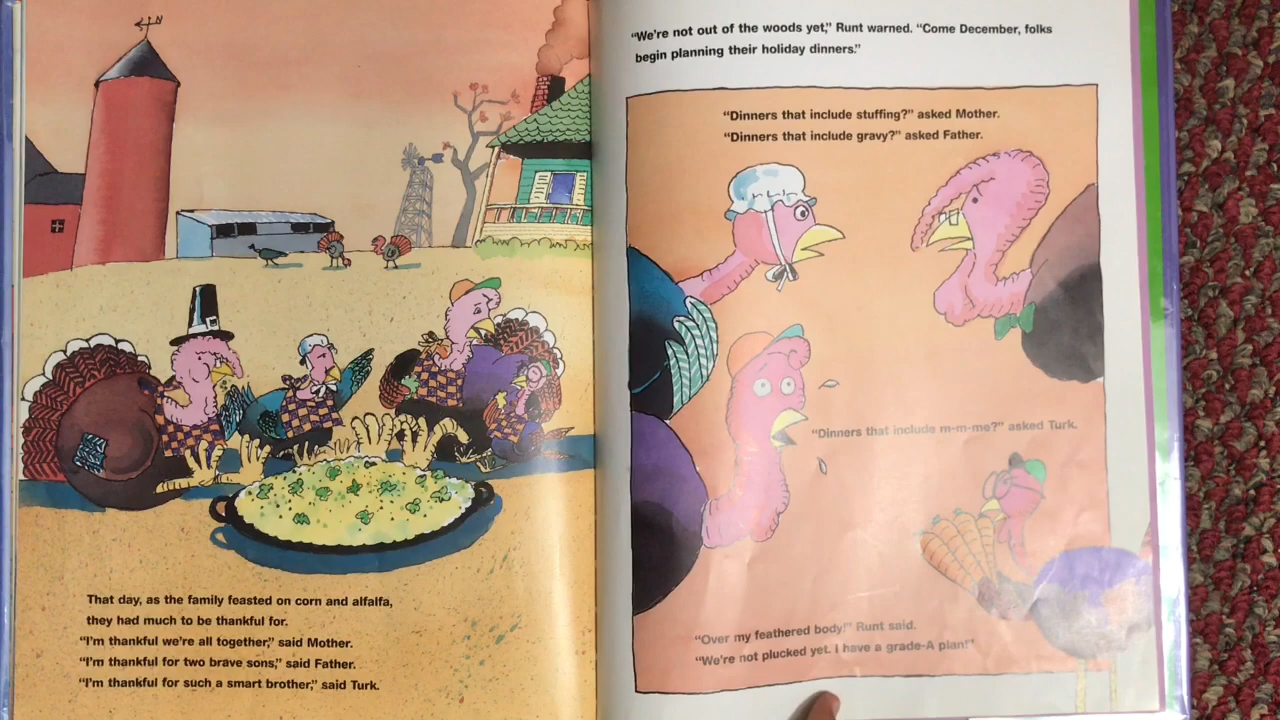 That day, as the family feasted on corn and alfalfa,
they had much to be thankful for.
“I’m thankful we’re all together,” said Mother.
“I’m thankful for two brave sons,” said Father.
“I’m thankful for such a smart brother,” said Turk.
“We’re not out of the woods yet,” Runt warned. “Come December, folks
begin planning their holiday dinners.”
“Dinners that include stuffing?” asked Mother.
“Dinners that include gravy?” asked Father.
“Dinners that include m-m-me?” asked Turk.
“Over my feathered body!” Runt said.
“We’re not plucked yet. I have a grade-A plan!”